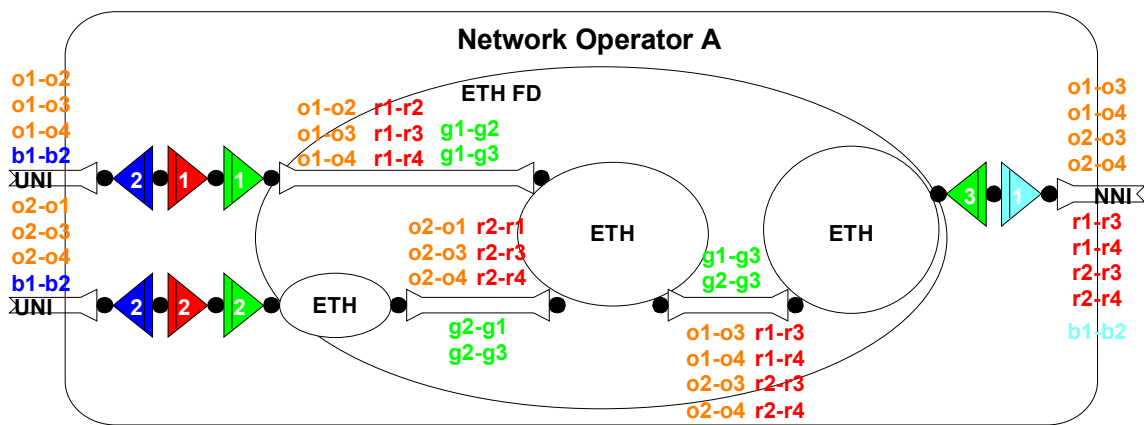 Network Operator A
o1-o2
o1-o3
o1-o4
b1-b2
UNI
2
1
1
o2-o1
o2-o3
o2-o4
b1-b2
UNI
2
2
2
ETH FD
o1-o2 r1-r2
o1-o3 r1-r3 g1-g2
o1-o4 r1-r4 g1-g3
o2-o1 r2-r1
o2-o3 r2-r3
o2-o4 r2-r4
ETH
g2-g1
g2-g3
ETH
g1-g3
g2-g3
o1-o3 r1-r3
o1-o4 r1-r4
o2-o3 r2-r3
o2-o4 r2-r4
ETH
3
1
o1-o3
o1-o4
o2-o3
o2-o4
NNI
r1-r3
r1-r4
r2-r3
r2-r4
b1-b2